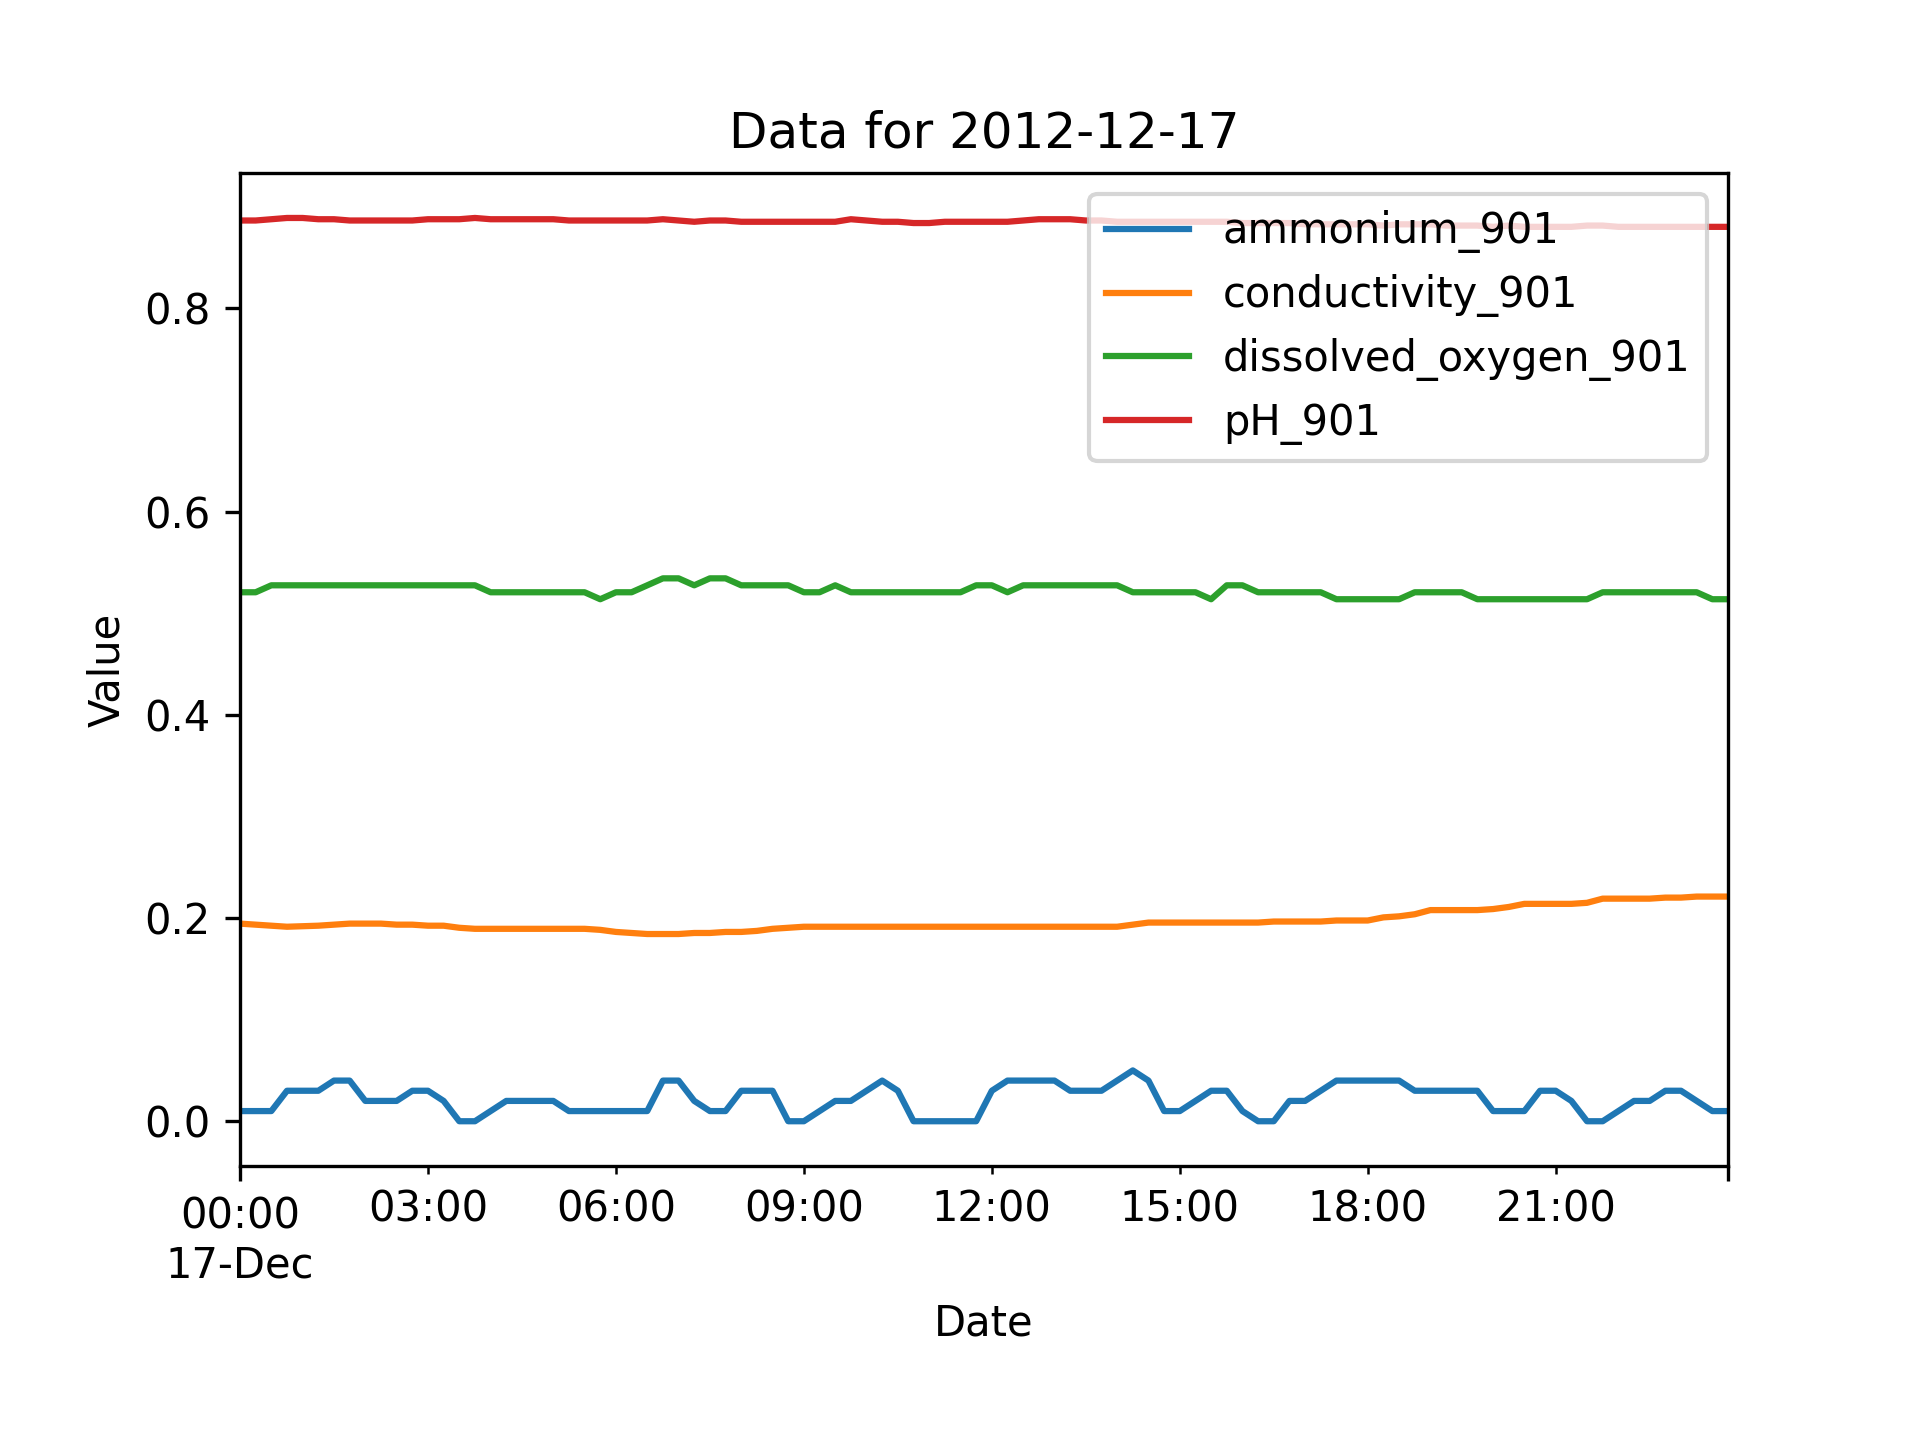 Data for 2012-12-17
ammonium_901
conductivity_901
dissolved_oxygen_901
pH_901
Value
0.8
0.6
0.4
0.2
0.0
00:00 03:00 06:00 09:00 12:00 15:00 18:00 21:00
17-Dec
Date